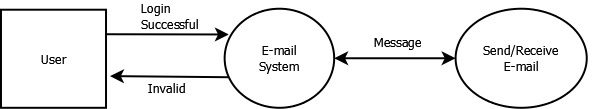 Login
Successful
User
Invalid
E-mail
System
Message
Send/Receive
E-mail